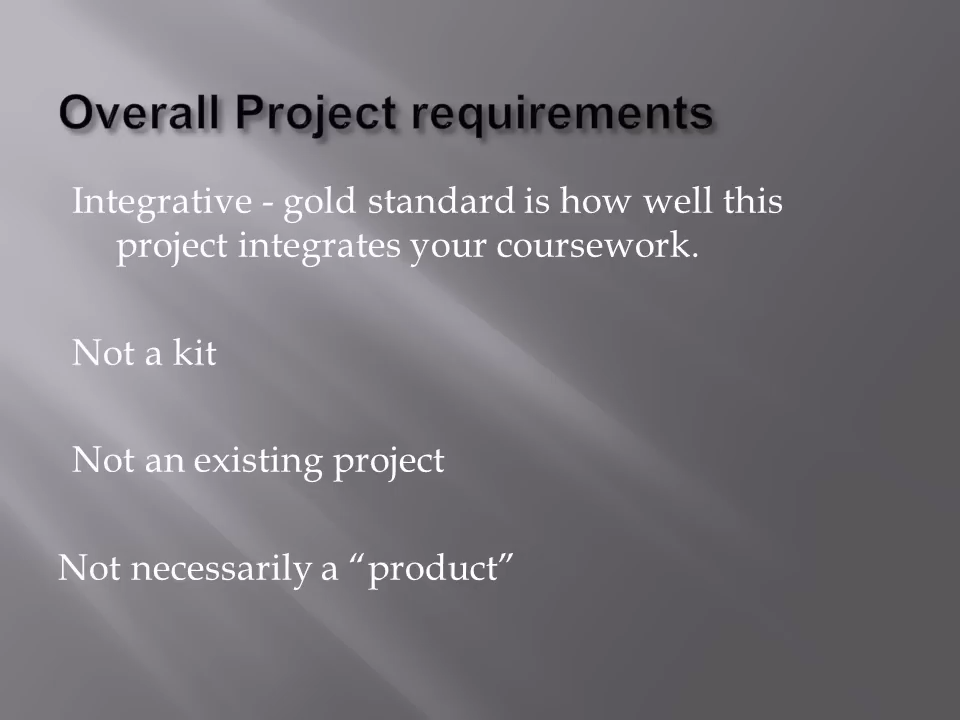 Overall Project requirements
Integrative - gold standard is how well this
project integrates your coursework.
Not a kit
Not an existing project
Not necessarily a “product”